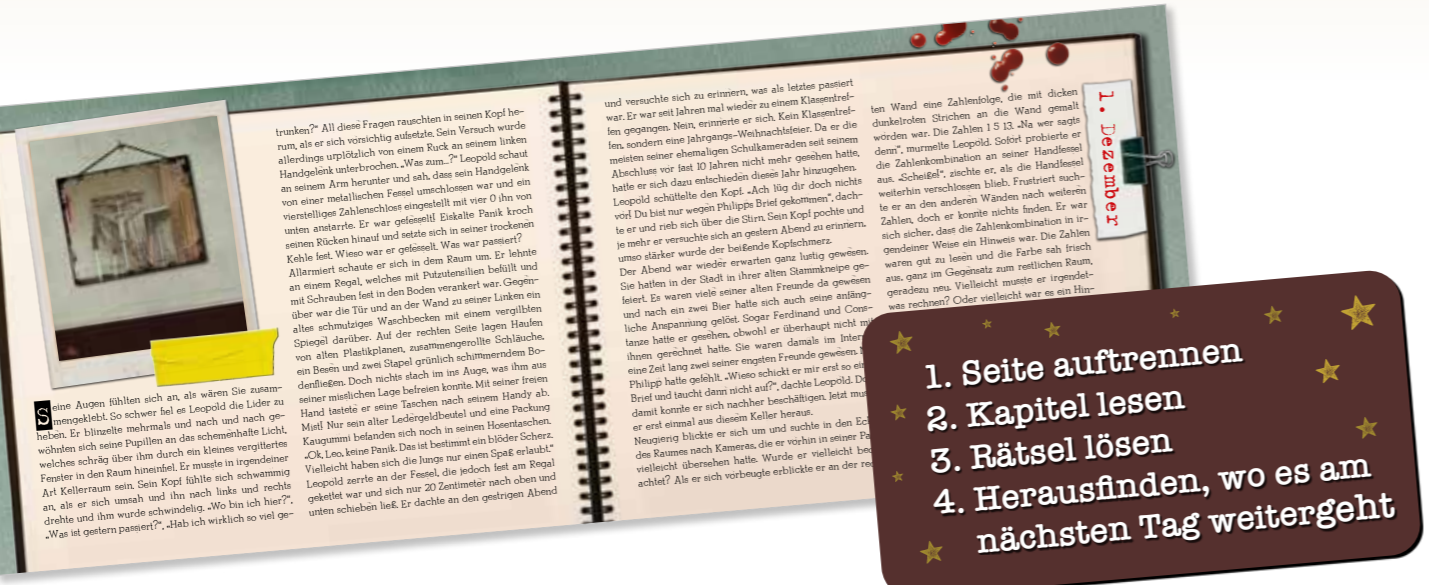 Seine Augen fühlten sich an, als wären Sie zusam-
mengeklebt. So schwer fiel es Leopold die Lider zu
heben. Er blinzelte mehrmals und nach und nach ge-
wöhnten sich seine Pupillen an das schemenhafte Licht,
welches schräg über ihm durch ein kleines vergittertes
Fenster in den Raum hineinfiel. Er musste in irgendeiner
Art Kellerraum sein. Sein Kopf fühlte sich schwammig
an, als er sich umsah und ihn nach links und rechts
drehte und ihm wurde schwindelig. „Wo bin ich hier?",
„Was ist gestern passiert?", „Hab ich wirklich so viel ge-
trunken?" All diese Fragen rauschten in seinen Kopf he-
rum, als er sich vorsichtig aufsetzte. Sein Versuch wurde
allerdings urplötzlich von einem Ruck an seinem linken
Handgelenk unterbrochen. „Was zum...?" Leopold schaut
an seinem Arm herunter und sah, dass sein Handgelenk
von einer metallischen Fessel umschlossen war und ein
vierstelliges Zahlenschloss eingestellt mit vier 0 ihn von
unten anstarrte. Er war gefesselt! Eiskalte Panik kroch
seinen Rücken hinauf und setzte sich in seiner trockenen
Kehle fest. Wieso war er gefesselt. Was war passiert?
Allarmiert schaute er sich in dem Raum um. Er lehnte
an einem Regal, welches mit Putzutensilien befüllt und
mit Schrauben fest in den Boden verankert war. Gegen-
über war die Tür und an der Wand zu seiner Linken ein
altes schmutziges Waschbecken mit einem vergilbten
Spiegel darüber. Auf der rechten Seite lagen Haufen
von alten Plastikplanen, zusammengerollte Schläuche,
ein Besen und zwei Stapel grünlich schimmerndem Bo-
denfließen. Doch nichts stach im ins Auge, was ihm aus
seiner misslichen Lage befreien konnte. Mit seiner freien
Hand tastete er seine Taschen nach seinem Handy ab.
Mist! Nur sein alter Ledergeldbeutel und eine Packung
Kaugummi befanden sich noch in seinen Hosentaschen.
„Ok, Leo, keine Panik. Das ist bestimmt ein blöder Scherz.
Vielleicht haben sich die Jungs nur einen Spaß erlaubt."
Leopold zerrte an der Fessel, die jedoch fest am Regal
gekettet war und sich nur 20 Zentimeter nach oben und
unten schieben ließ. Er dachte an den gestrigen Abend
und versuchte sich zu erinnern, was als letztes passiert
war. Er war seit Jahren mal wieder zu einem Klassentref-
fen gegangen. Nein, erinnerte er sich. Kein Klassentref-
fen, sondern eine Jahrgangs-Weihnachtsfeier. Da er die
meisten seiner ehemaligen Schulkameraden seit seinem
Abschluss vor fast 10 Jahren nicht mehr gesehen hatte,
hatte er sich dazu entschieden dieses Jahr hinzugehen.
Leopold schüttelte den Kopf. „Ach lüg dir doch nichts
vor! Du bist nur wegen Philipps Brief gekommen", dach-
te er und rieb sich über die Stirn. Sein Kopf pochte und
je mehr er versuchte sich an gestern Abend zu erinnern,
umso stärker wurde der beißende Kopfschmerz.
Der Abend war wieder erwarten ganz lustig gewesen.
Sie hatten in der Stadt in ihrer alten Stammkneipe ge-
feiert. Es waren viele seiner alten Freunde da gewesen
und nach ein zwei Bier hatte sich auch seine anfäng-
liche Anspannung gelöst. Sogar Ferdinand und Cons-
tanze hatte er gesehen, obwohl er überhaupt nicht mit
ihnen gerechnet hatte. Sie waren damals im
eine Zeit lang zwei seiner engsten Freunde gewesen.
Philipp hatte gefehlt. „Wieso schickt er mir erst so
Brief und taucht dann nicht auf?", dachte Leopold.
damit konnte er sich nachher beschäftigen. Jetzt
er erst einmal aus diesem Keller heraus.
Neugierig blickte er sich um und suchte in den
des Raumes nach Kameras, die er vorhin in seiner
vielleicht übersehen hatte. Wurde er vielleicht
achtet? Als er sich vorbeugte erblickte er an der
ten Wand eine Zahlenfolge, die mit dicken
dunkelroten Strichen an die Wand gemalt
worden war. Die Zahlen 1 5 13. „Na wer sagts
denn", murmelte Leopold. Sofort probierte er
die Zahlenkombination an seiner Handfessel
aus. „Scheiße!", zischte er, als die Handfessel
weiterhin verschlossen blieb. Frustriert such-
te er an den anderen Wänden nach weiteren
Zahlen, doch er konnte nichts finden. Er war
sich sicher, dass die Zahlenkombination in ir-
gendeiner Weise ein Hinweis war. Die Zahlen
waren gut zu lesen und die Farbe sah frisch
aus, ganz im Gegensatz zum restlichen Raum,
geradezu neu. Vielleicht musste er irgendet-
was rechnen? Oder vielleicht war es ein Hin-
1. Dezember
1. Seite auftrennen
2. Kapitel lesen
3. Rätsel lösen
4. Herausfinden, wo es am
nächsten Tag weitergeht